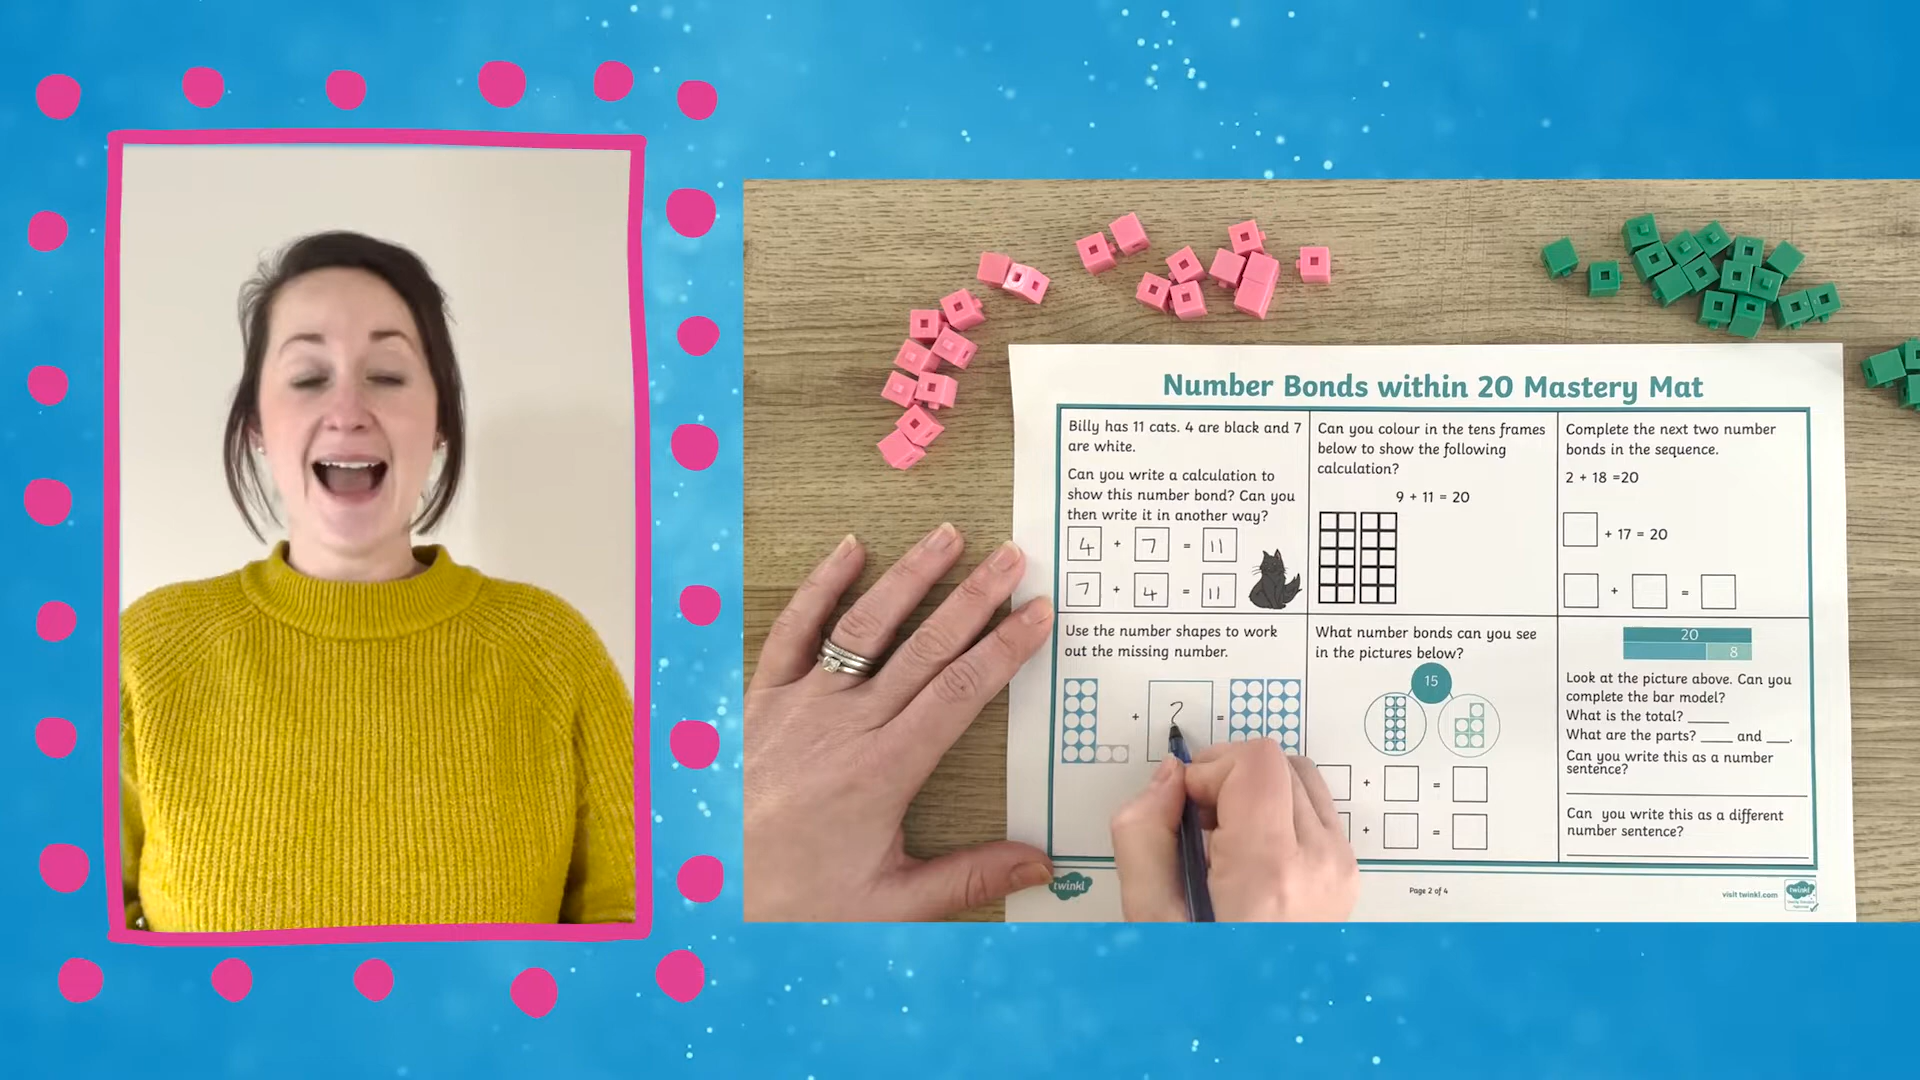 Number Bonds within 20 Mastery Mat
Billy has 11 cats. 4 are black and 7
are white.
Can you write a calculation to
show this number bond? Can you
then write it in another way?
4 + 7 = 11
7 + 4 = 11
Can you colour in the tens frames
below to show the following
calculation?
9 + 11 = 20
Complete the next two number
bonds in the sequence.
2 + 18 =20
+ 17 = 20
+ =
Use the number shapes to work
out the missing number.
+ ? =
What number bonds can you see
in the pictures below?
15
+ =
+ =
20
8
Look at the picture above. Can you
complete the bar model?
What is the total? _____
What are the parts? ____ and ___.
Can you write this as a number
sentence?
Can you write this as a different
number sentence?
twinkl
Page 2 of 4
visit twinkl.com
twinkl